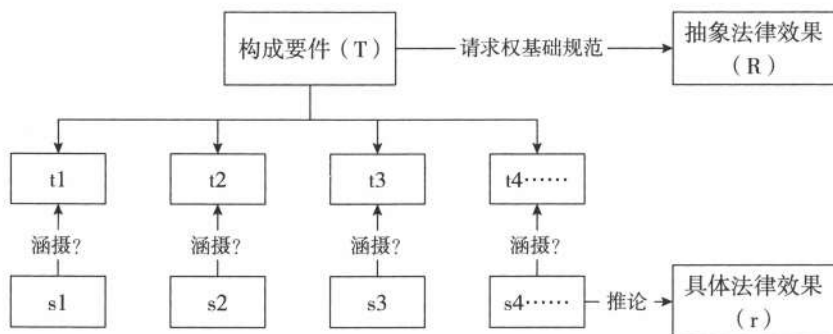 构成要件（T）
请求权基础规范
抽象法律效果
（R）
t1
t2
t3
t4……
涵摄?
涵摄?
涵摄?
涵摄?
s1
s2
s3
s4……
推论
具体法律效果
（r）